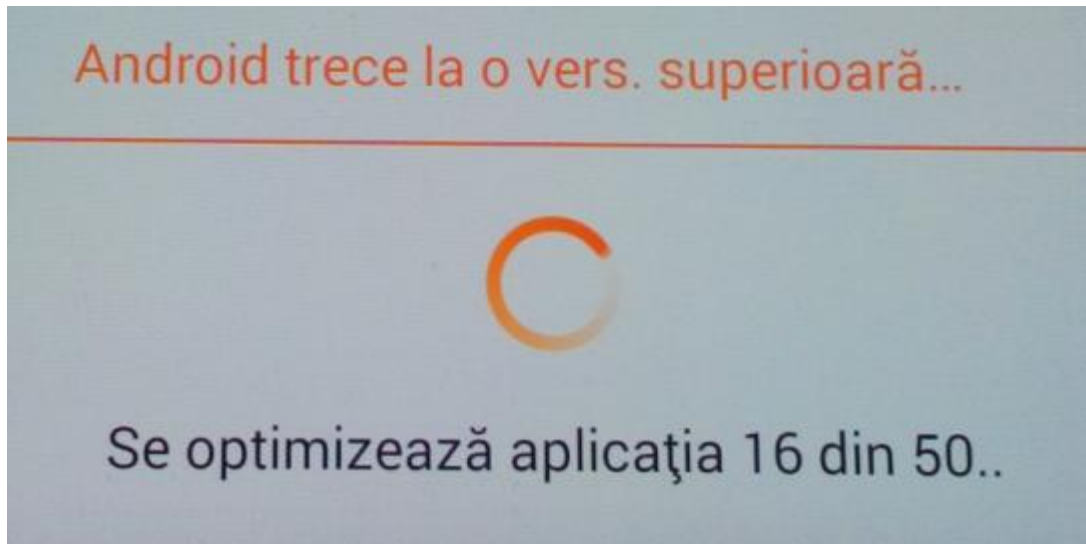 Android trece la o vers. superioară...
Se optimizează aplicaţia 16 din 50..